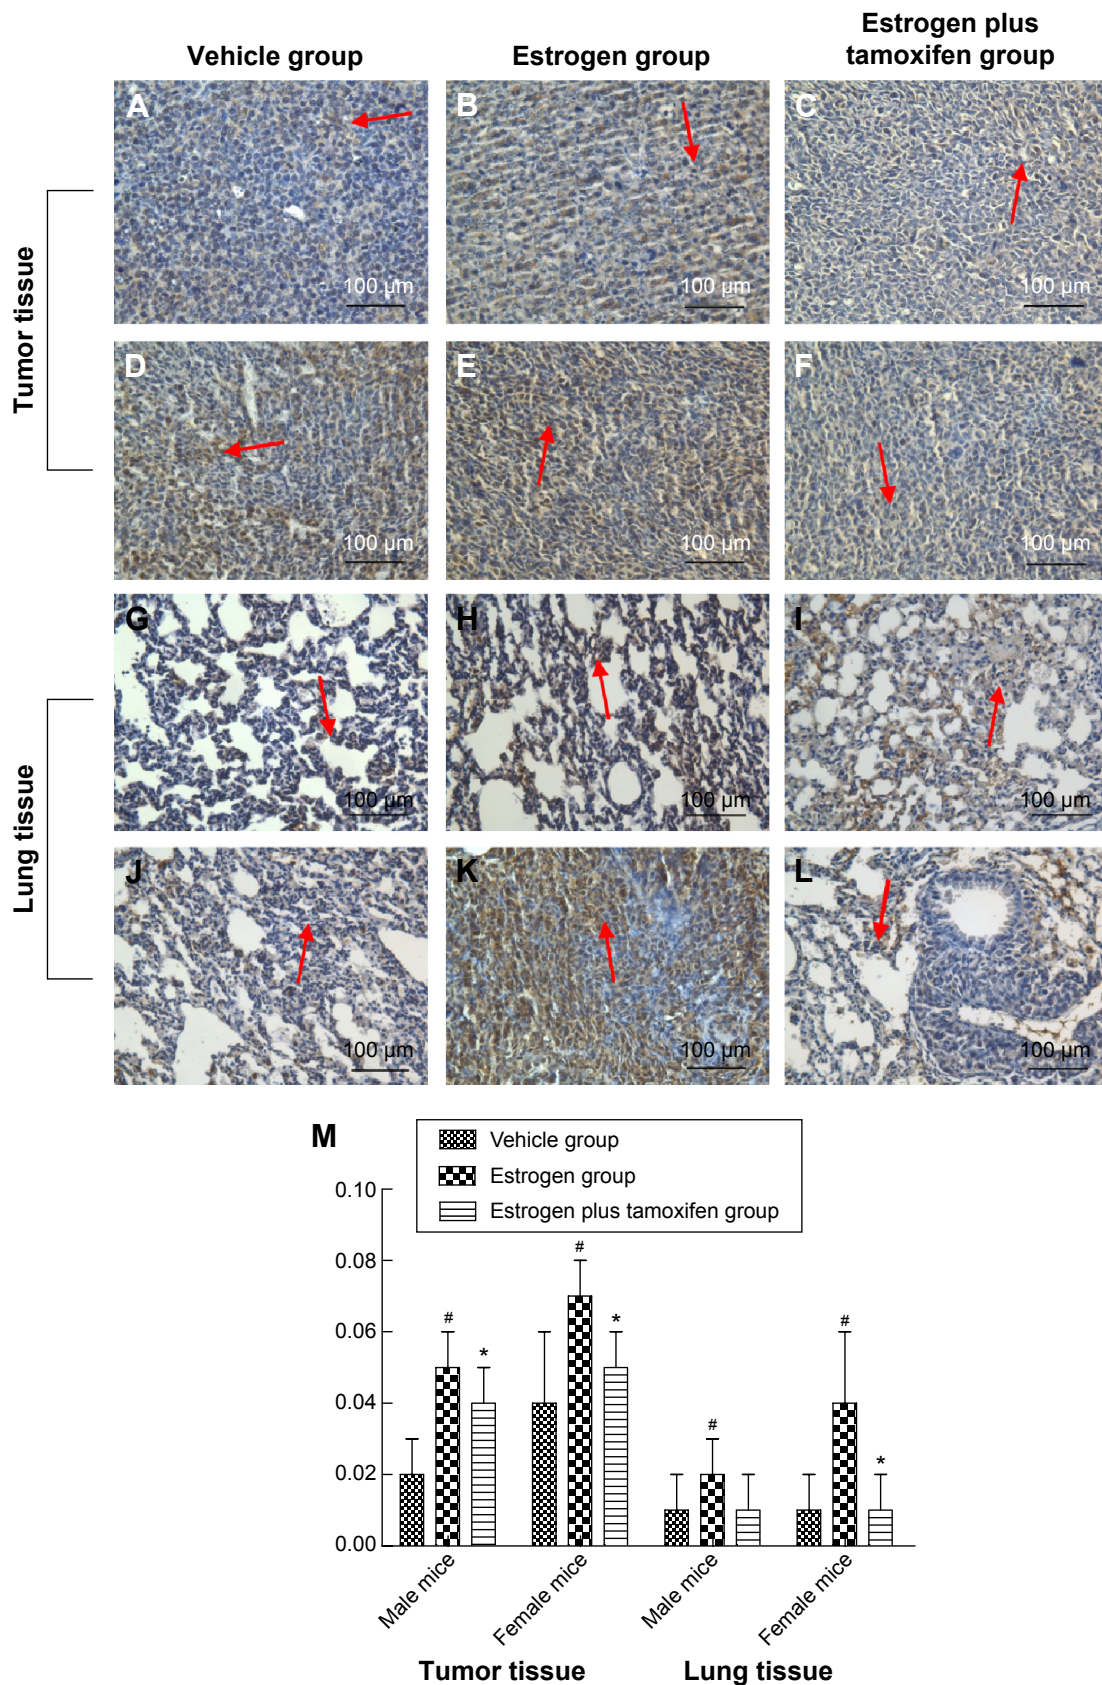 Vehicle group
Estrogen group
Estrogen plus
tamoxifen group
Tumor tissue
A
100 µm
B
100 µm
C
100 µm
D
100 µm
E
100 µm
F
100 µm
Lung tissue
G
100 µm
H
100 µm
I
100 µm
J
100 µm
K
100 µm
L
100 µm
M
Vehicle group
Estrogen group
Estrogen plus tamoxifen group
0.10
0.08
0.06
0.04
0.02
0.00
# * # * # # *
Male mice
Female mice
Male mice
Female mice
Tumor tissue
Lung tissue